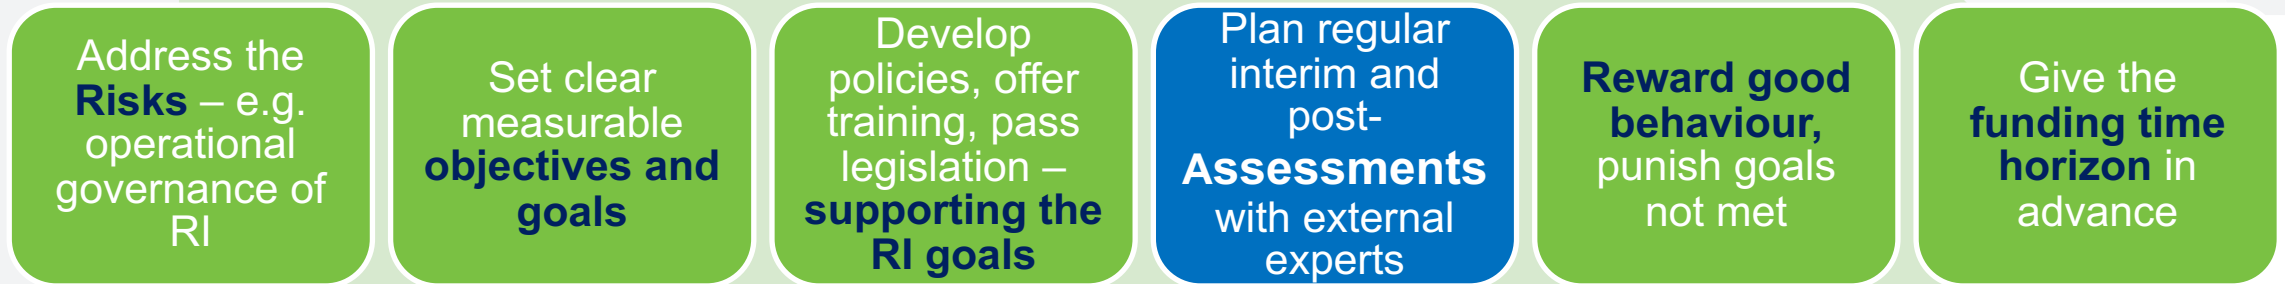 Address the
Risks – e.g.
operational
governance of
RI
Set clear
measurable
objectives and
goals
Develop
policies, offer
training, pass
legislation –
supporting the
RI goals
Plan regular
interim and
post-
Assessments
with external
experts
Reward good
behaviour,
punish goals
not met
Give the
funding time
horizon in
advance